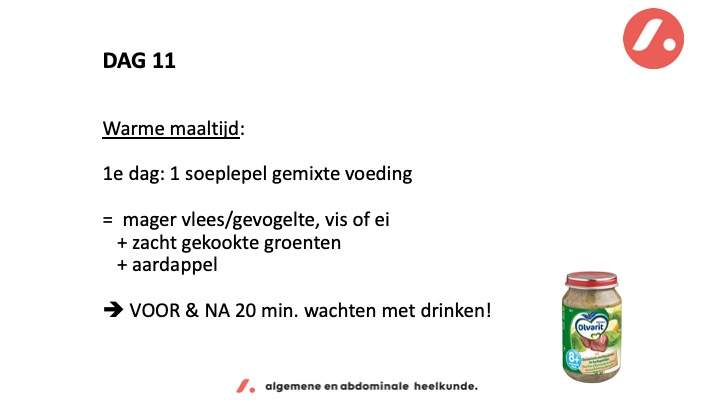 DAG 11
Warme maaltijd:
1e dag: 1 soeplepel gemixte voeding
= mager vlees/gevogelte, vis of ei
+ zacht gekookte groenten
+ aardappel
➔ VOOR & NA 20 min. wachten met drinken!
Olvarit
8+
algemene en abdominale heelkunde.